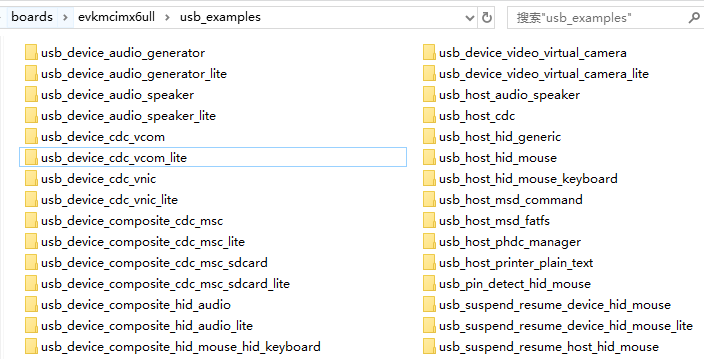 boards > evkmcimx6ull > usb_examples
搜索"usb_examples"
usb_device_audio_generator
usb_device_audio_generator_lite
usb_device_audio_speaker
usb_device_audio_speaker_lite
usb_device_cdc_vcom
usb_device_cdc_vcom_lite
usb_device_cdc_vnic
usb_device_cdc_vnic_lite
usb_device_composite_cdc_msc
usb_device_composite_cdc_msc_lite
usb_device_composite_cdc_msc_sdcard
usb_device_composite_cdc_msc_sdcard_lite
usb_device_composite_hid_audio
usb_device_composite_hid_audio_lite
usb_device_composite_hid_mouse_hid_keyboard
usb_device_video_virtual_camera
usb_device_video_virtual_camera_lite
usb_host_audio_speaker
usb_host_cdc
usb_host_hid_generic
usb_host_hid_mouse
usb_host_hid_mouse_keyboard
usb_host_msd_command
usb_host_msd_fatfs
usb_host_phdc_manager
usb_host_printer_plain_text
usb_pin_detect_hid_mouse
usb_suspend_resume_device_hid_mouse
usb_suspend_resume_device_hid_mouse_lite
usb_suspend_resume_host_hid_mouse